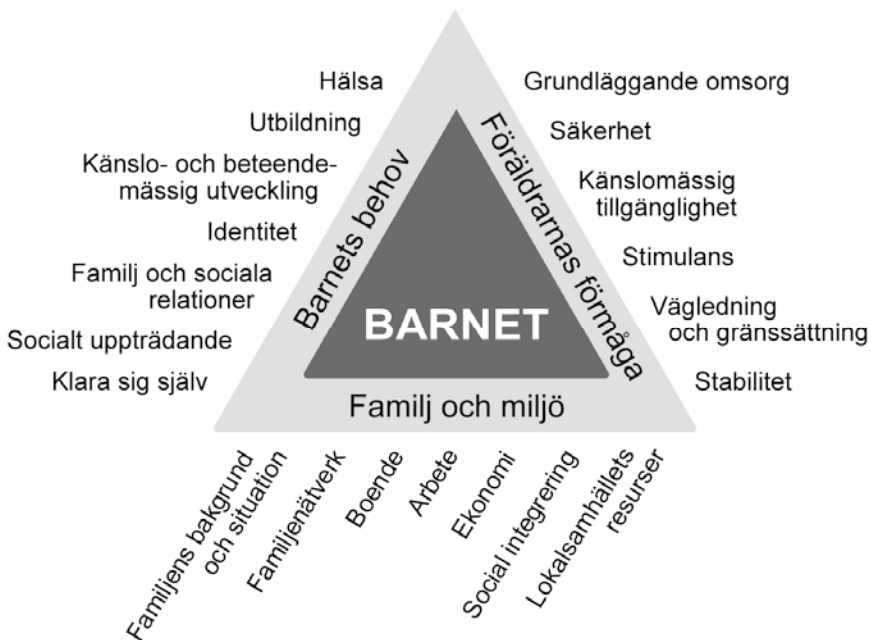 Hälsa
Utbildning
Känslo- och beteende-
mässig utveckling
Identitet
Familj och sociala
relationer
Socialt uppträdande
Klara sig själv
Barnets behov
BARNET
Föräldrarnas förmåga
Grundläggande omsorg
Säkerhet
Känslomässig
tillgänglighet
Stimulans
Vägledning
och gränssättning
Stabilitet
Familj och miljö
Familjens bakgrund
och situation
Familjenätverk
Boende
Arbete
Ekonomi
Social integrering
Lokalsamhällets
resurser